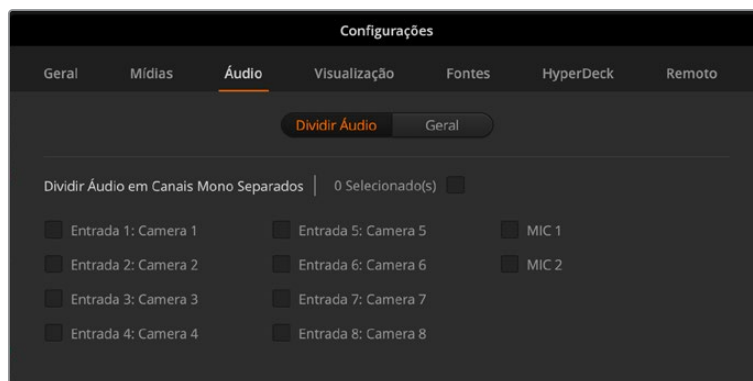 Configurações
Geral Mídias Áudio Visualização Fontes HyperDeck Remoto
Dividir Áudio Geral
Dividir Áudio em Canais Mono Separados 0 Selecionado(s)
Entrada 1: Camera 1 Entrada 5: Camera 5 MIC 1
Entrada 2: Camera 2 Entrada 6: Camera 6 MIC 2
Entrada 3: Camera 3 Entrada 7: Camera 7
Entrada 4: Camera 4 Entrada 8: Camera 8